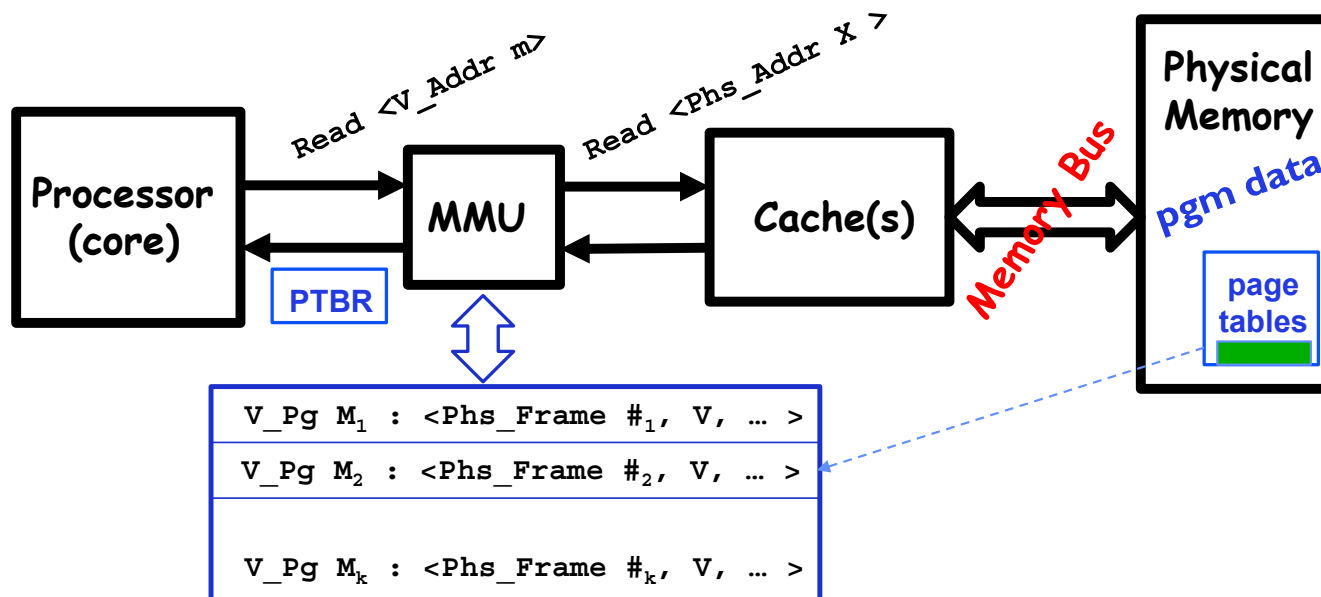 Read <V_Addr m>
Read <Phs_Addr X >
Physical
Memory
pgm data
Processor
(core)
MMU
Cache(s)
Memory Bus
PTBR
page
tables
V_Pg M₁ : <Phs_Frame #₁, V, … >
V_Pg M₂ : <Phs_Frame #₂, V, … >
V_Pg Mₖ : <Phs_Frame #ₖ, V, … >